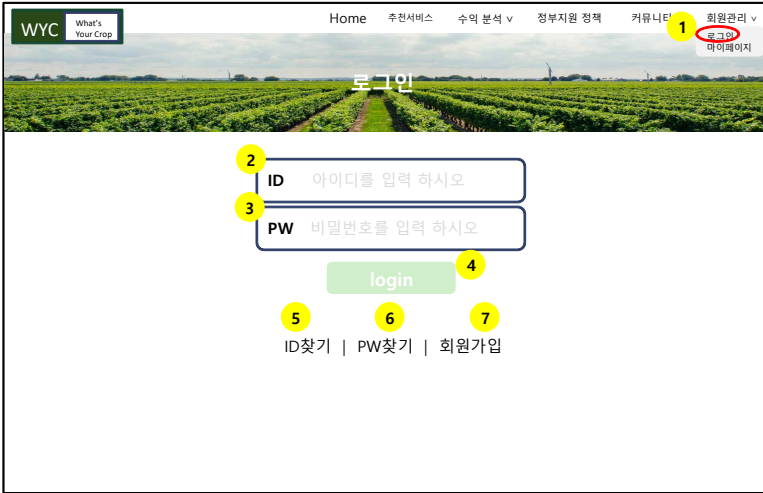 WYC What's
Your Crop
Home 추천서비스 수익 분석 ∨ 정부지원 정책 커뮤니티 1 회원관리 ∨
로그인
마이페이지
로그인
2
ID 아이디를 입력 하시오
3
PW 비밀번호를 입력 하시오
login 4
5 6 7
ID찾기 | PW찾기 | 회원가입